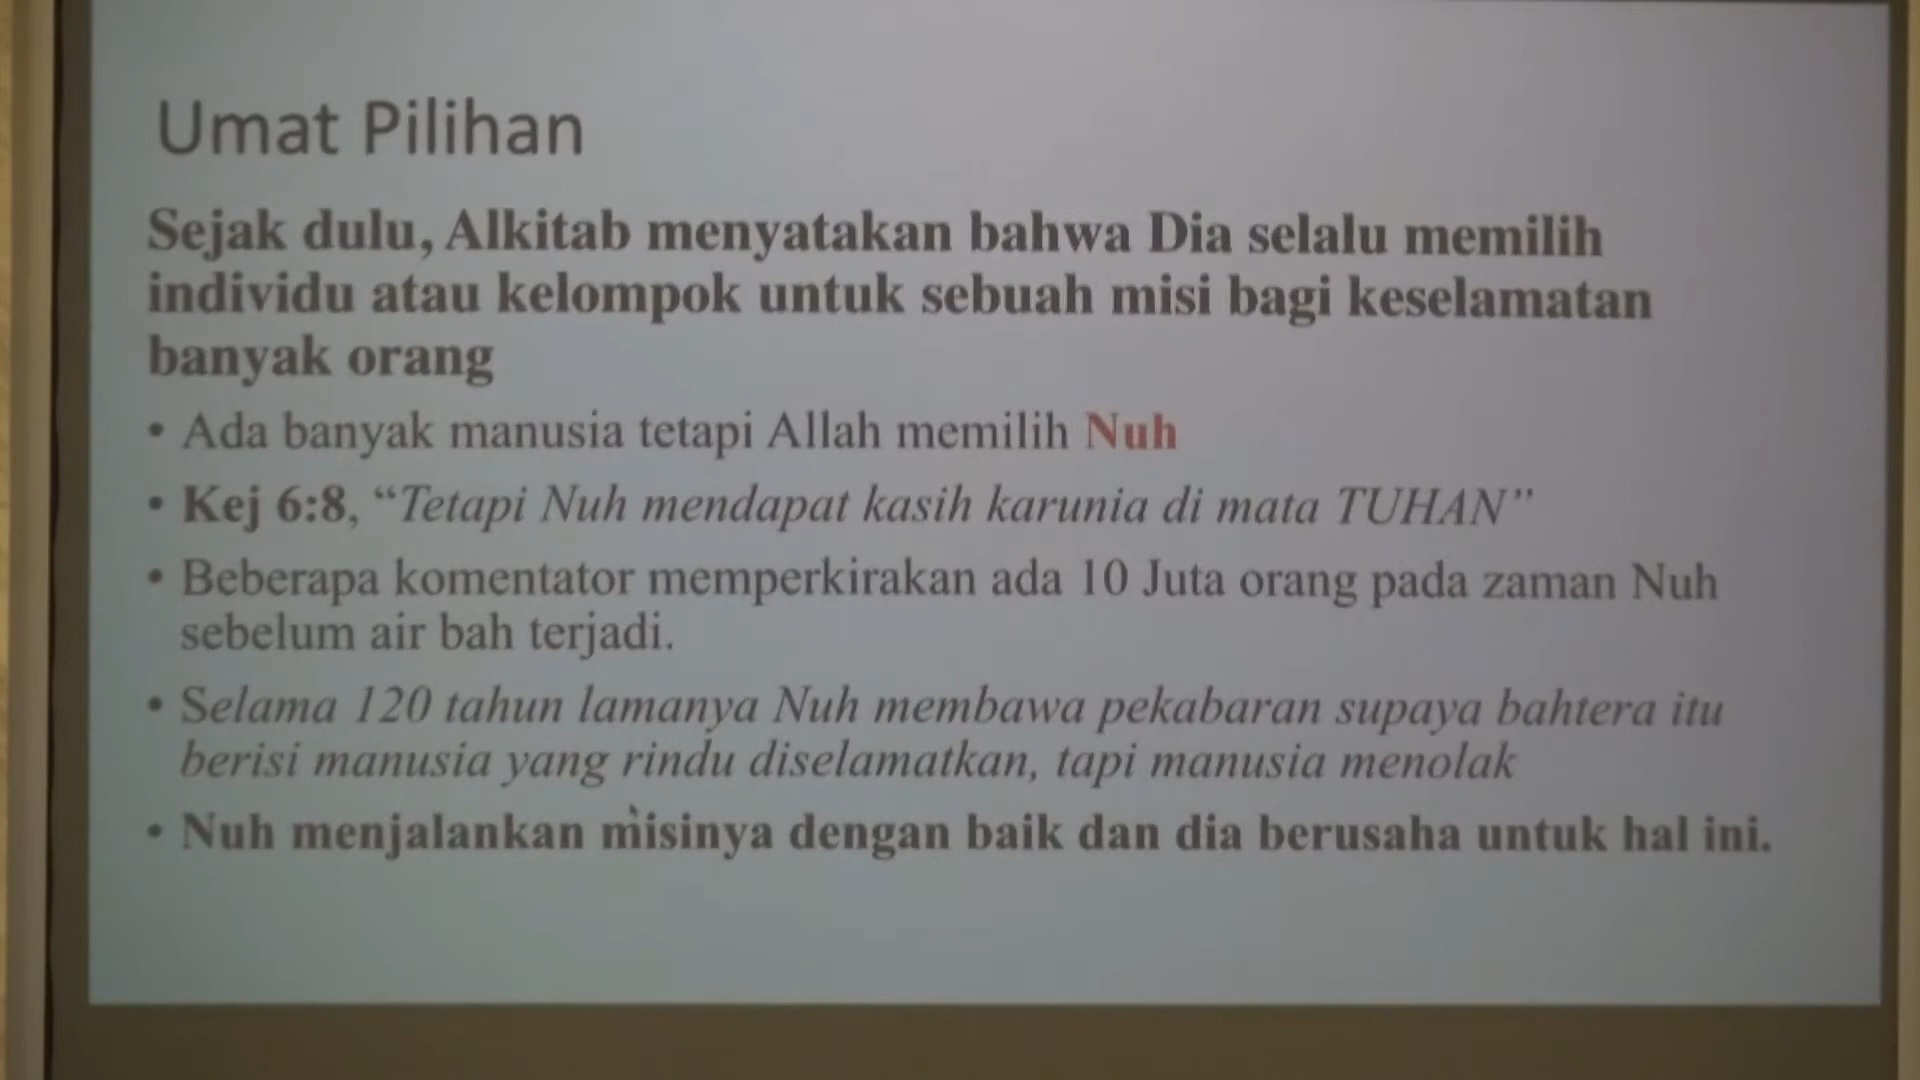 Umat Pilihan
Sejak dulu, Alkitab menyatakan bahwa Dia selalu memilih
individu atau kelompok untuk sebuah misi bagi keselamatan
banyak orang
• Ada banyak manusia tetapi Allah memilih Nuh
• Kej 6:8, “Tetapi Nuh mendapat kasih karunia di mata TUHAN”
• Beberapa komentator memperkirakan ada 10 Juta orang pada zaman Nuh
sebelum air bah terjadi.
• Selama 120 tahun lamanya Nuh membawa pekabaran supaya bahtera itu
berisi manusia yang rindu diselamatkan, tapi manusia menolak
• Nuh menjalankan misinya dengan baik dan dia berusaha untuk hal ini.